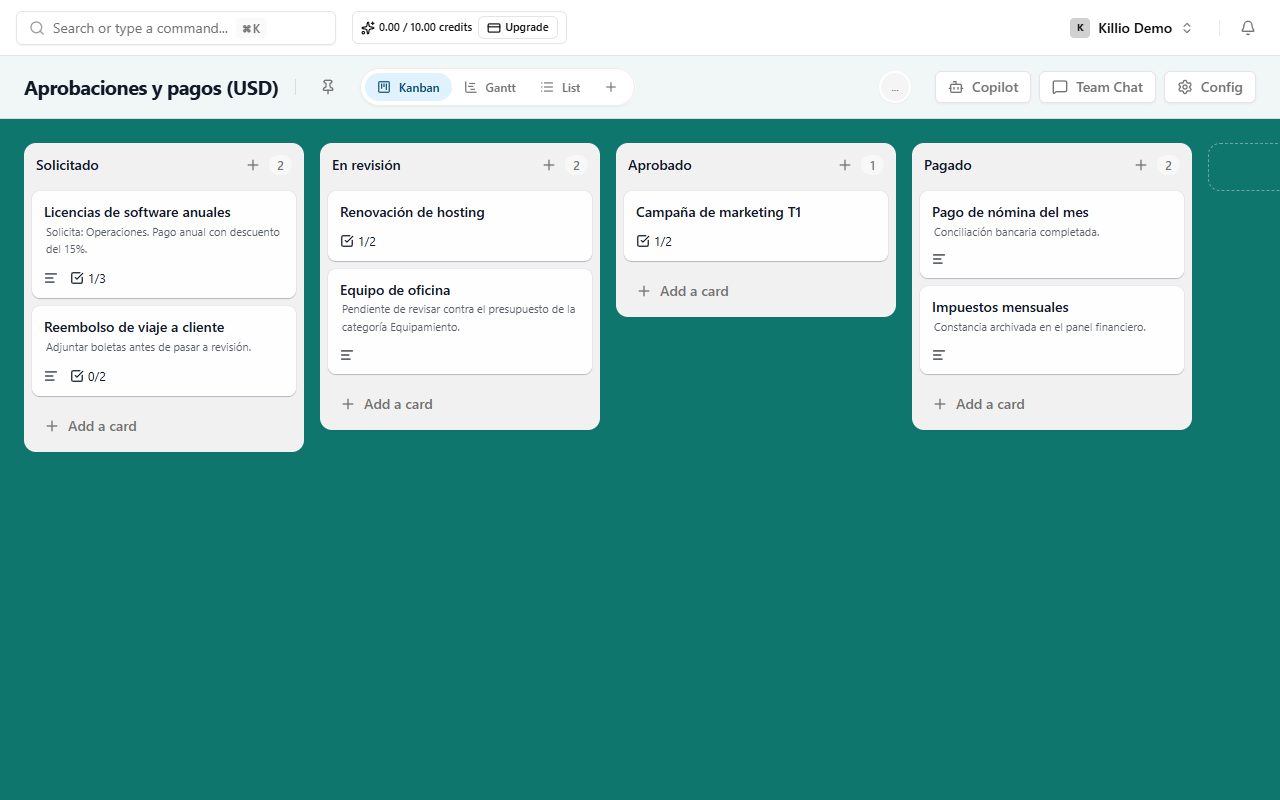 Search or type a command... ⌘K
0.00 / 10.00 credits
Upgrade
K Killio Demo
Aprobaciones y pagos (USD)
Kanban
Gantt
List
...
Copilot
Team Chat
Config
Solicitado
2
Licencias de software anuales
Solicita: Operaciones. Pago anual con descuento
del 15%.
1/3
Reembolso de viaje a cliente
Adjuntar boletas antes de pasar a revisión.
0/2
Add a card
En revisión
2
Renovación de hosting
1/2
Equipo de oficina
Pendiente de revisar contra el presupuesto de la
categoría Equipamiento.
Add a card
Aprobado
1
Campaña de marketing T1
1/2
Add a card
Pagado
2
Pago de nómina del mes
Conciliación bancaria completada.
Impuestos mensuales
Constancia archivada en el panel financiero.
Add a card